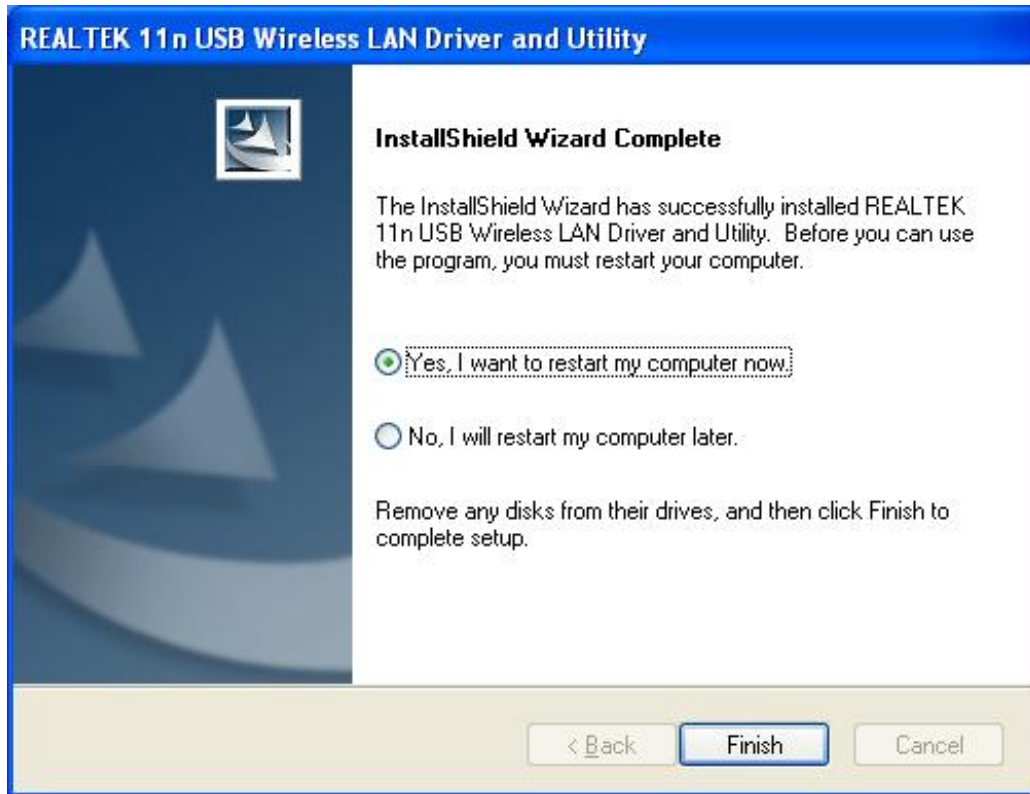 REALTEK 11n USB Wireless LAN Driver and Utility
InstallShield Wizard Complete
The InstallShield Wizard has successfully installed REALTEK
11n USB Wireless LAN Driver and Utility. Before you can use
the program, you must restart your computer.
Yes, I want to restart my computer now.
No, I will restart my computer later.
Remove any disks from their drives, and then click Finish to
complete setup.
< Back
Finish
Cancel